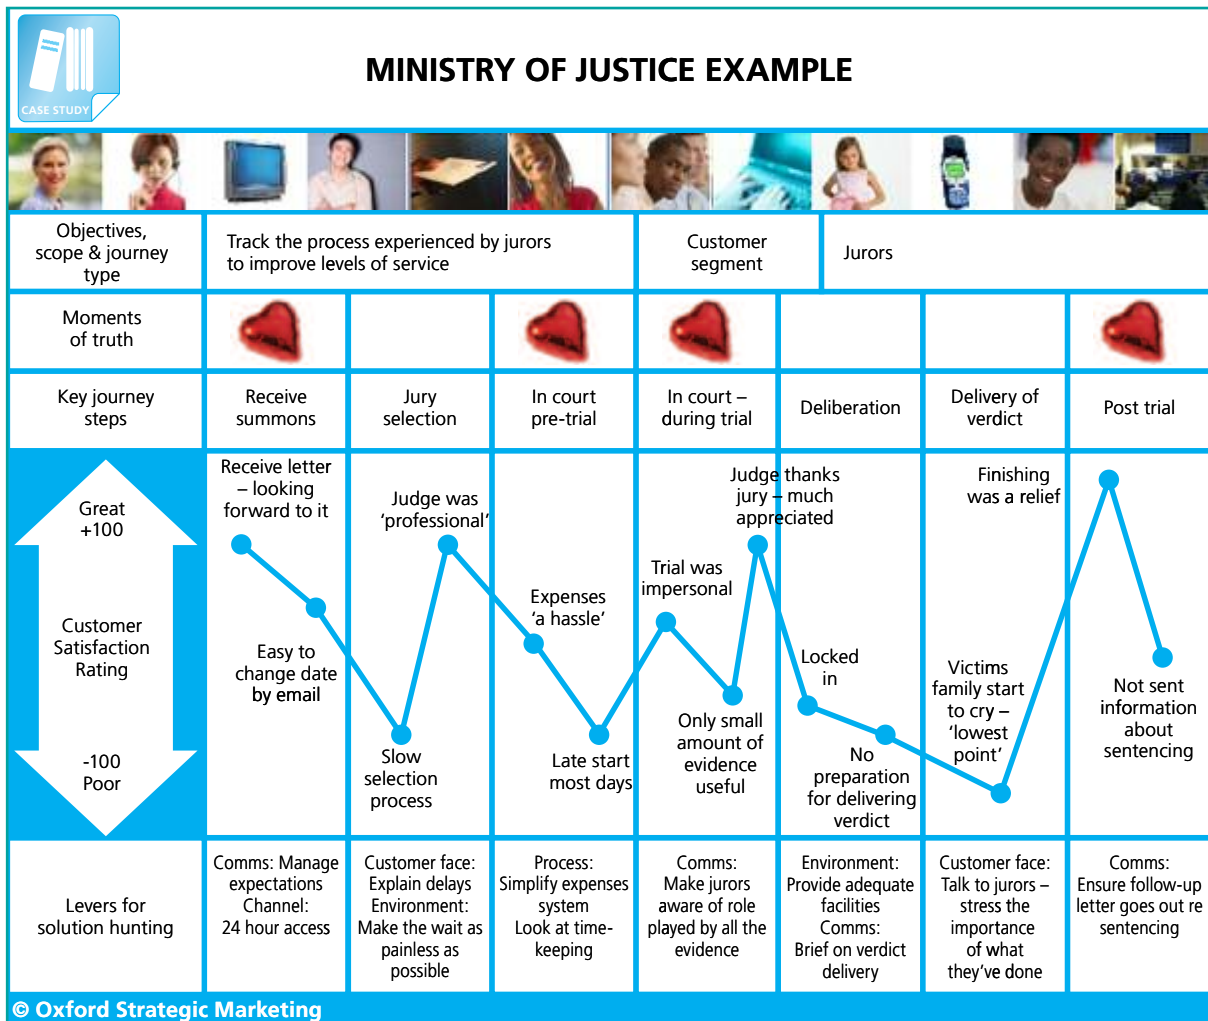 CASE STUDY
MINISTRY OF JUSTICE EXAMPLE
Objectives,
scope & journey
type
Track the process experienced by jurors
to improve levels of service
Customer
segment
Jurors
Moments
of truth
Key journey
steps
Receive
summons
Jury
selection
In court
pre-trial
In court –
during trial
Deliberation
Delivery of
verdict
Post trial
Great
+100
Customer
Satisfaction
Rating
-100
Poor
Receive letter
– looking
forward to it
Easy to
change date
by email
Slow
selection
process
Judge was
‘professional’
Expenses
‘a hassle’
Late start
most days
Trial was
impersonal
Only small
amount of
evidence
useful
Judge thanks
jury – much
appreciated
Locked
in
No
preparation
for delivering
verdict
Victims
family start
to cry –
‘lowest
point’
Finishing
was a relief
Not sent
information
about
sentencing
Levers for
solution hunting
Comms: Manage
expectations
Channel:
24 hour access
Customer face:
Explain delays
Environment:
Make the wait as
painless as
possible
Process:
Simplify expenses
system
Look at time-
keeping
Comms:
Make jurors
aware of role
played by all the
evidence
Environment:
Provide adequate
facilities
Comms:
Brief on verdict
delivery
Customer face:
Talk to jurors –
stress the
importance
of what
they’ve done
Comms:
Ensure follow-up
letter goes out re
sentencing
© Oxford Strategic Marketing